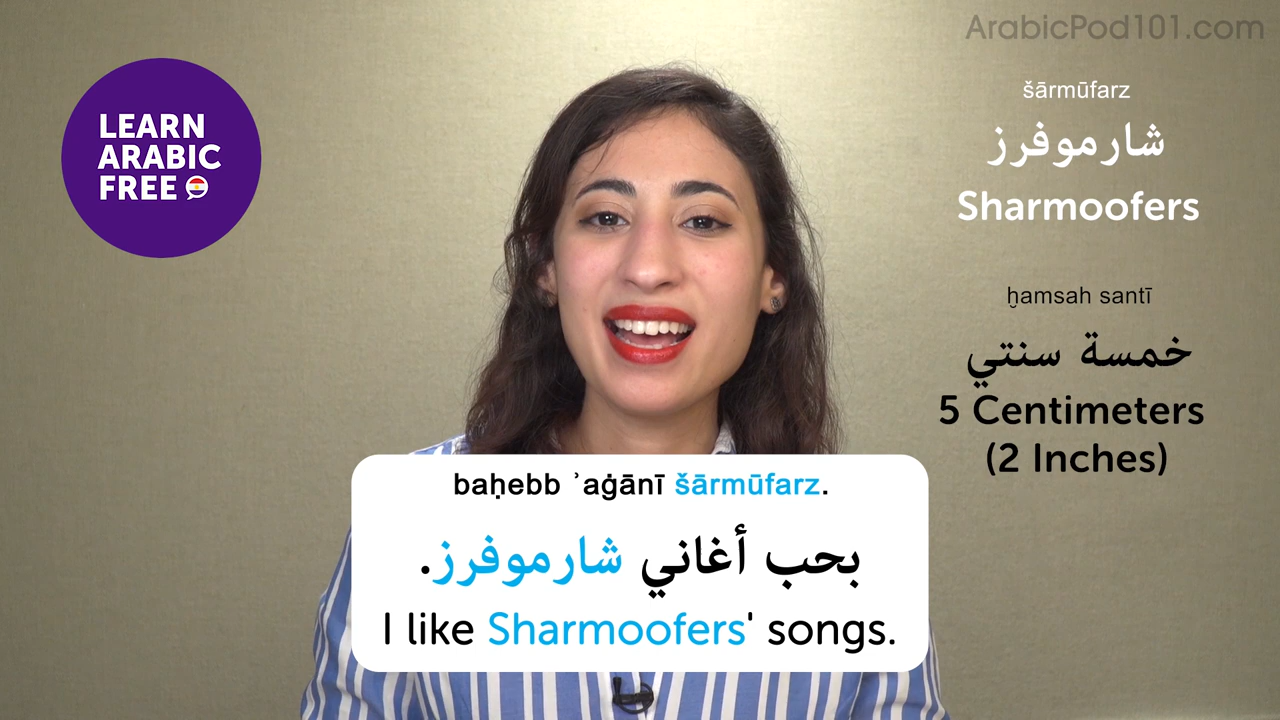 ArabicPod101.com
LEARN
ARABIC
FREE
šārmūfarz
شارموفرز
Sharmoofers
ḫamsah santī
خمسة سنتي
5 Centimeters
(2 Inches)
baḥebb ʾaġānī šārmūfarz.
بحب أغاني شارموفرز.
I like Sharmoofers' songs.